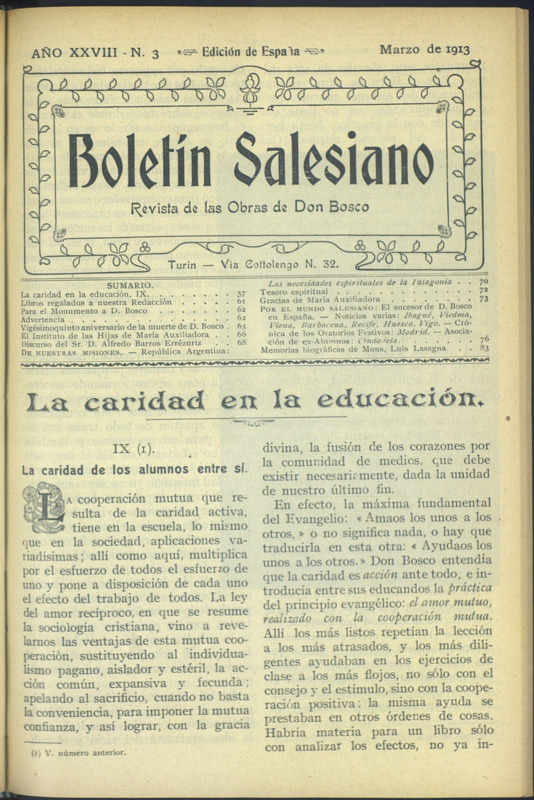 AÑO XXVIII - N. 3 Edición de España Marzo de 1913
Boletín Salesiano
Revista de las Obras de Don Bosco
Turín — Via Cottolengo N. 32.
SUMARIO.
La caridad en la educación, IX. . . . . . 57
Libros regalados a nuestra Redacción . . . . 61
Para el Monumento a D. Bosco . . . . . 62
Advertencia . . . . . . . . . 62
Vigésimoquinto aniversario de la muerte de D. Bosco . 63
El Instituto de las Hijas de María Auxiliadora . . 66
Discurso del Sr. D. Alfredo Barros Errézuriz . . 68
DE NUESTRAS MISIONES. — República Argentina:
Las necesidades espirituales de la Patagonia . . 70
Tesoro espiritual . . . . . . . . 72
Gracias de María Auxiliadora . . . . . 73
POR EL MUNDO SALESIANO: El sucesor de D. Bosco
en España. — Noticias varias: Ibagué, Viedma,
Viena, Barbacena, Recife, Huesca, Vigo. — Cró-
nica de los Oratorios Festivos: Madrid. — Asocia-
ción de ex-Alumnos: Ciudadela. . . . . 76
Memorias biográficas de Mons. Luis Lasagna . . 83
La caridad en la educación.
IX (1).
La caridad de los alumnos entre sí.
LA cooperación mutua que re-
sulta de la caridad activa,
tiene en la escuela, lo mismo
que en la sociedad, aplicaciones va-
riadísimas; allí como aquí, multiplica
por el esfuerzo de todos el esfuerzo de
uno y pone a disposición de cada uno
el efecto del trabajo de todos. La ley
del amor recíproco, en que se resume
la sociología cristiana, vino a reve-
larnos las ventajas de esta mutua coo-
peración, sustituyendo al individua-
lismo pagano, aislador y estéril, la ac-
ción común, expansiva y fecunda;
apelando al sacrificio, cuando no basta
la conveniencia, para imponer la mutua
confianza, y así lograr, con la gracia
(1) V. número anterior.
divina, la fusión de los corazones por
la comunidad de medios, que debe
existir necesariamente, dada la unidad
de nuestro último fin.
En efecto, la máxima fundamental
del Evangelio: « Amaos los unos a los
otros, » o no significa nada, o hay que
traducirla en esta otra: « Ayudaos los
unos a los otros. » Don Bosco entendía
que la caridad es acción ante todo, e in-
troducía entre sus educandos la práctica
del principio evangélico: el amor mutuo,
realizado con la cooperación mutua.
Allí los más listos repetían la lección
a los más atrasados, y los más dili-
gentes ayudaban en los ejercicios de
clase a los más flojos, no sólo con el
consejo y el estímulo, sino con la coope-
ración positiva: la misma ayuda se
prestaban en otros órdenes de cosas.
Habría materia para un libro sólo
con analizar los efectos, no ya in-